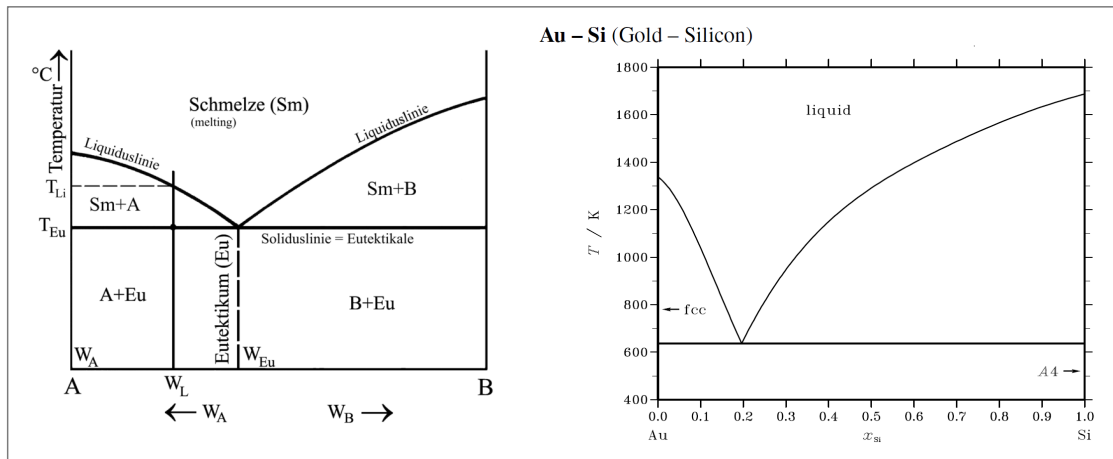 Au – Si (Gold – Silicon)
°C
Temperatur
Schmelze (Sm)
(melting)
Liquiduslinie
Liquiduslinie
T_Li
Sm+A
Sm+B
T_Eu
Soliduslinie = Eutektikale
A+Eu
Eutektikum (Eu)
B+Eu
W_A
W_Eu
A
W_L
B
← W_A
W_B →
1800
1600
1400
1200
1000
800
600
400
T / K
liquid
← fcc
A4 →
0.0 0.1 0.2 0.3 0.4 0.5 0.6 0.7 0.8 0.9 1.0
Au
x_Si
Si